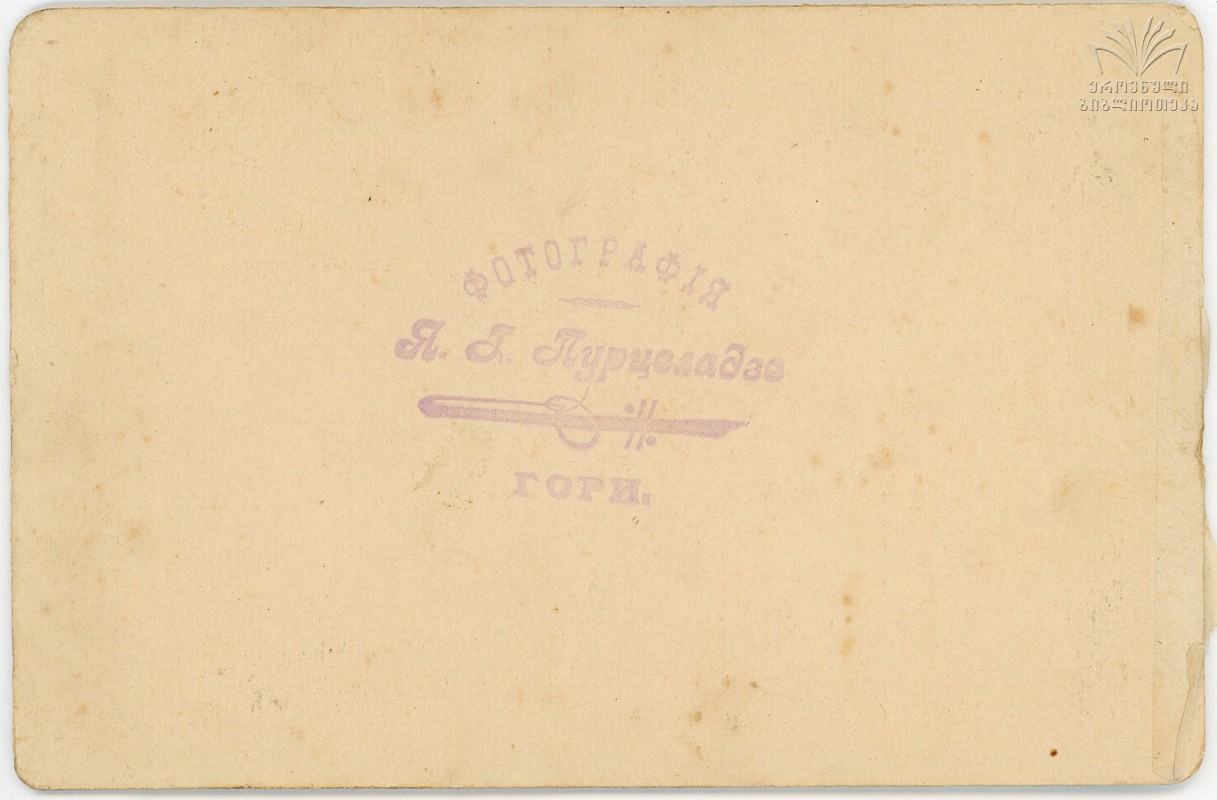 ეროვნული
ბიბლიოთეკა
ФОТОГРАФІЯ
Я. Г. Пурцеладзе
ГОРИ.